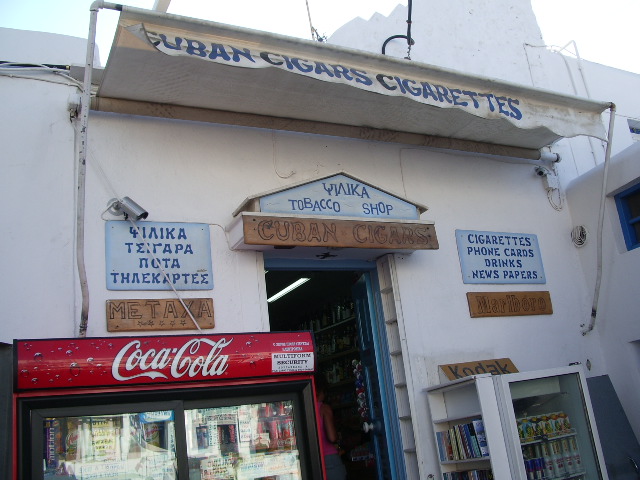 CUBAN CIGARS CIGARETTES
ΨΙΛΙΚΑ
TOBACCO SHOP
CUBAN CIGARS
ΨΙΛΙΚΑ
ΤΣΙΓΑΡΑ
ΠΟΤΑ
ΤΗΛΕΚΑΡΤΕΣ
METAXA
CIGARETTES
PHONE CARDS
DRINKS
NEWS PAPERS
Marlboro
Kodak
Coca-Cola
MULTIFORM
SECURITY